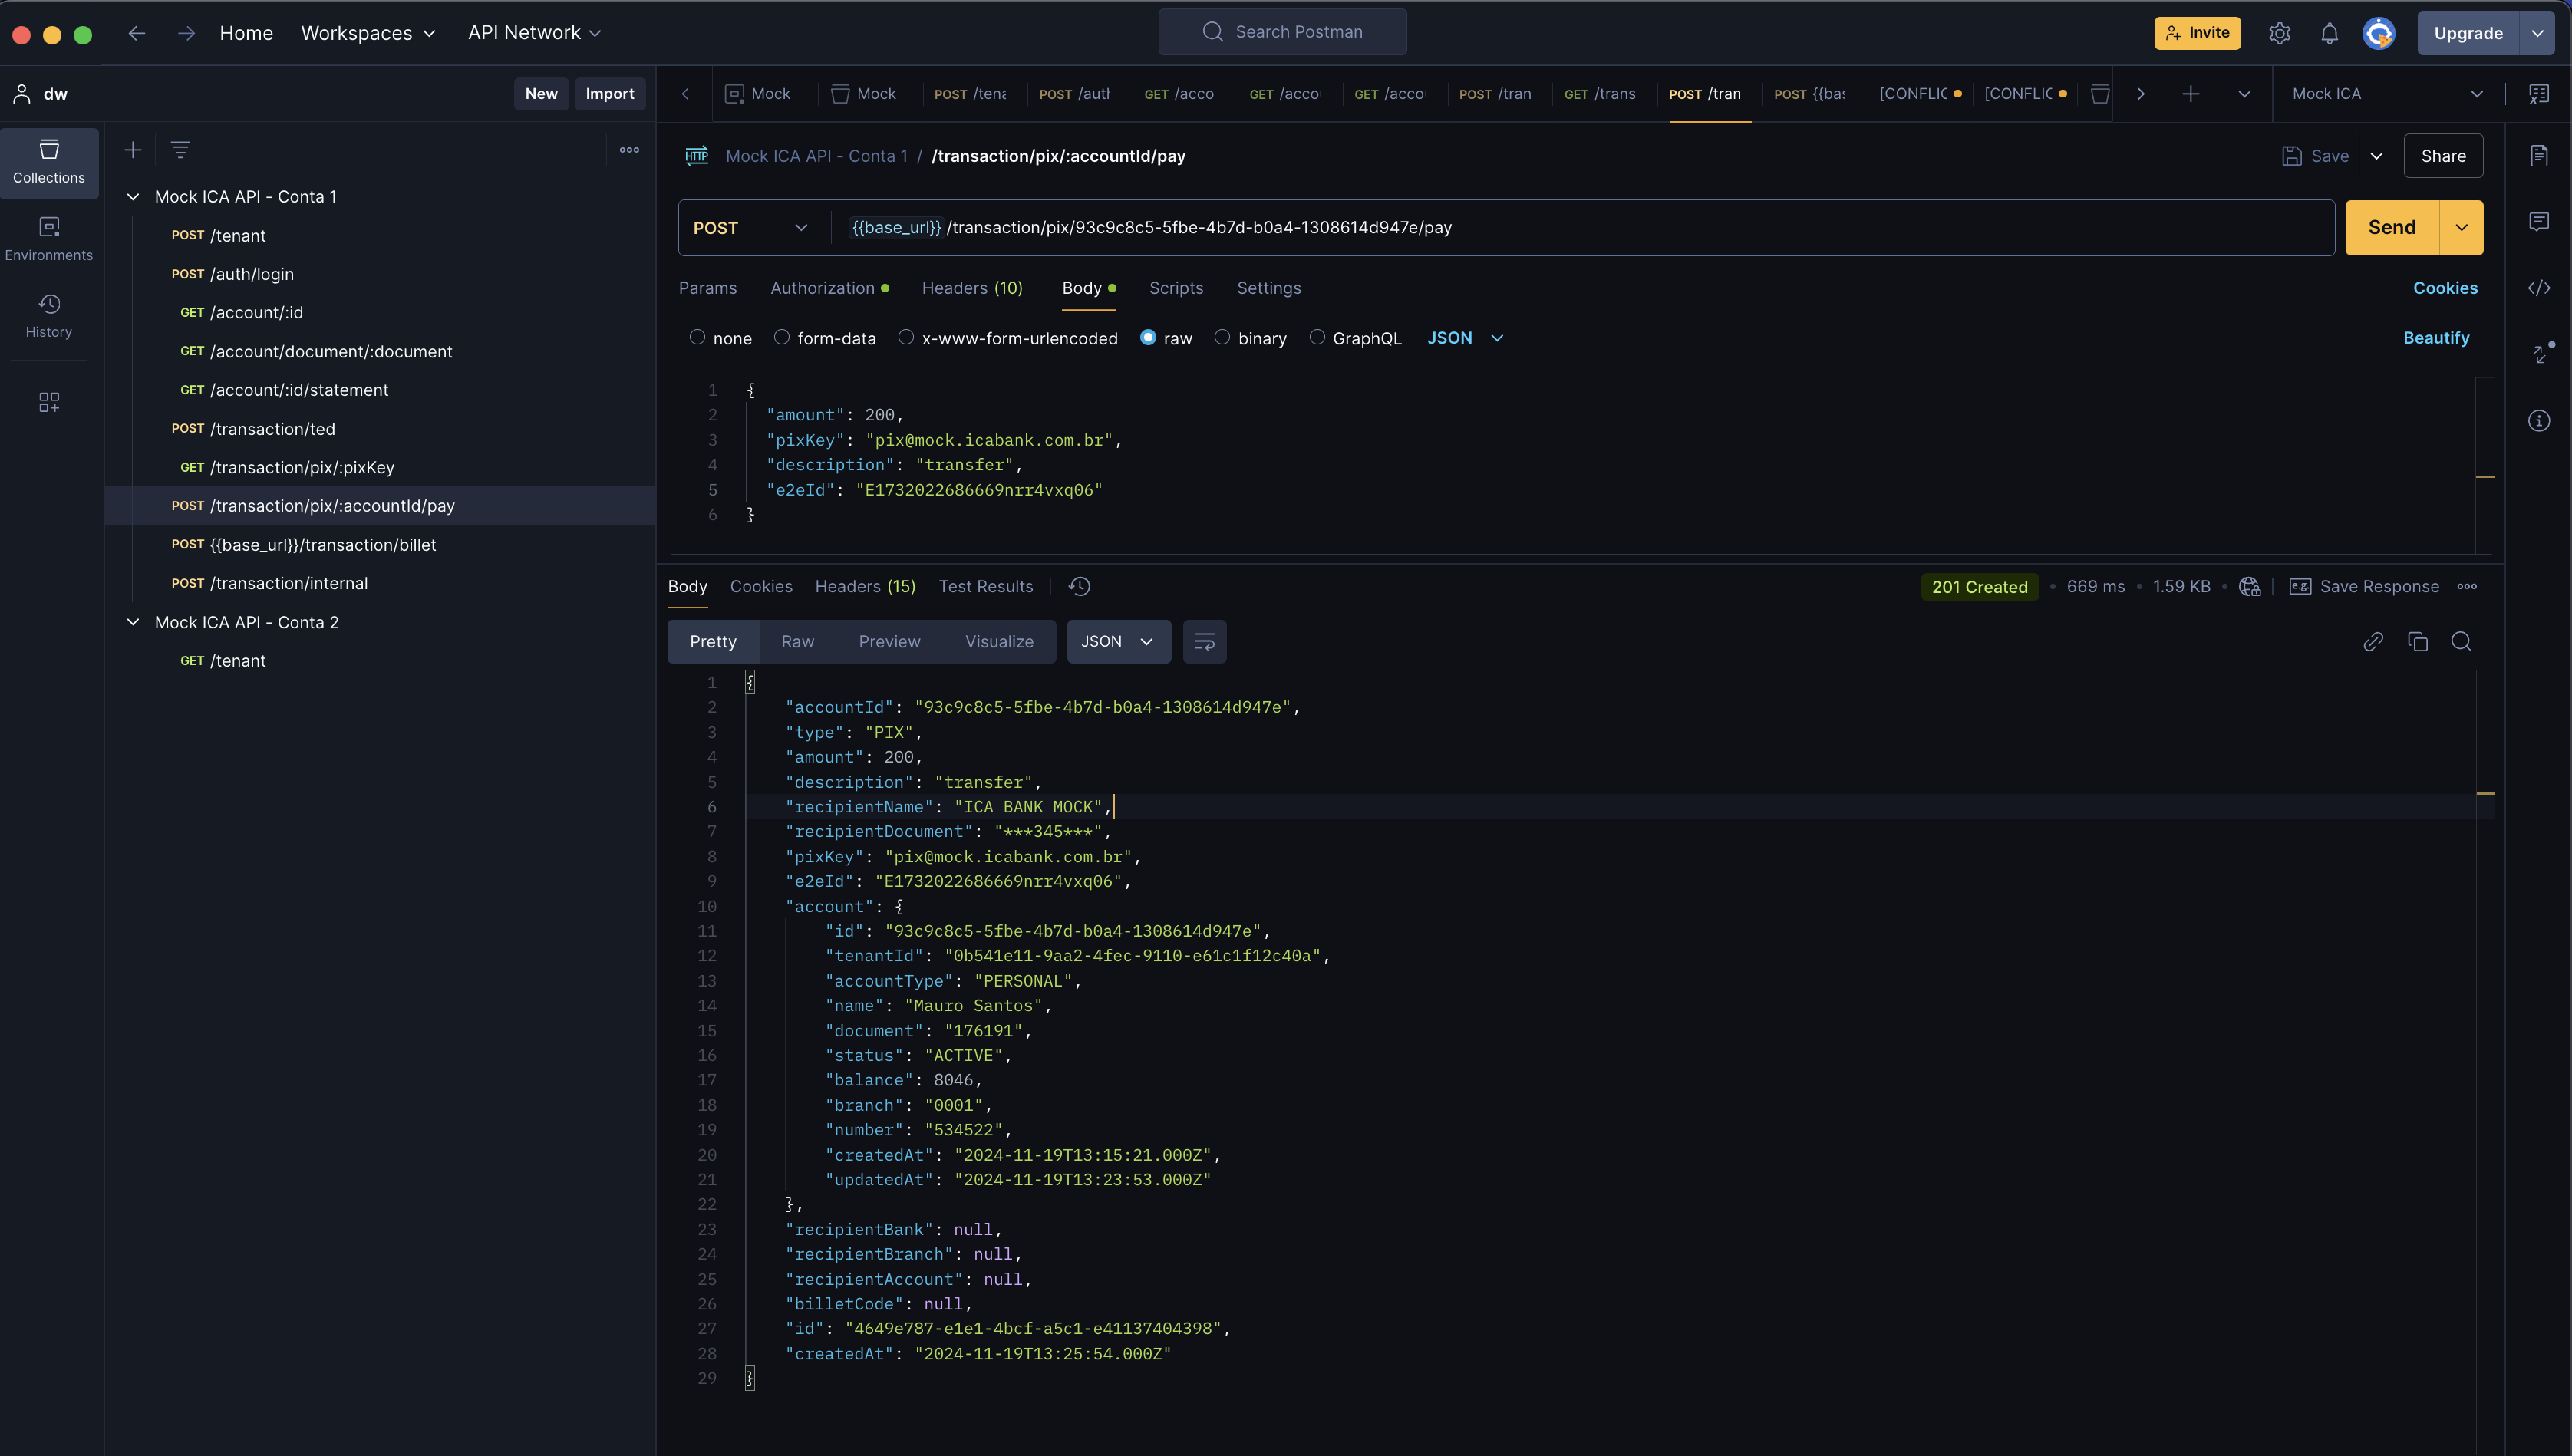 Home
Workspaces
API Network
Search Postman
Invite
Upgrade
dw
New
Import
Mock
Mock
POST /tena
POST /auth
GET /acco
GET /acco
GET /acco
POST /tran
GET /trans
POST /tran
POST {{bas
[CONFLIC
[CONFLIC
Mock ICA
Collections
Environments
History
Mock ICA API - Conta 1
POST /tenant
POST /auth/login
GET /account/:id
GET /account/document/:document
GET /account/:id/statement
POST /transaction/ted
GET /transaction/pix/:pixKey
POST /transaction/pix/:accountId/pay
POST {{base_url}}/transaction/billet
POST /transaction/internal
Mock ICA API - Conta 2
GET /tenant
HTTP Mock ICA API - Conta 1 / /transaction/pix/:accountId/pay
Save
Share
POST {{base_url}}/transaction/pix/93c9c8c5-5fbe-4b7d-b0a4-1308614d947e/pay
Send
Params Authorization Headers (10) Body Scripts Settings
Cookies
none form-data x-www-form-urlencoded raw binary GraphQL JSON
Beautify
1 {
2 "amount": 200,
3 "pixKey": "pix@mock.icabank.com.br",
4 "description": "transfer",
5 "e2eId": "E1732022686669nrr4vxq06"
6 }
Body Cookies Headers (15) Test Results
201 Created • 669 ms • 1.59 KB •
e.g. Save Response
Pretty Raw Preview Visualize JSON
1 {
2 "accountId": "93c9c8c5-5fbe-4b7d-b0a4-1308614d947e",
3 "type": "PIX",
4 "amount": 200,
5 "description": "transfer",
6 "recipientName": "ICA BANK MOCK",
7 "recipientDocument": "***345***",
8 "pixKey": "pix@mock.icabank.com.br",
9 "e2eId": "E1732022686669nrr4vxq06",
10 "account": {
11 "id": "93c9c8c5-5fbe-4b7d-b0a4-1308614d947e",
12 "tenantId": "0b541e11-9aa2-4fec-9110-e61c1f12c40a",
13 "accountType": "PERSONAL",
14 "name": "Mauro Santos",
15 "document": "176191",
16 "status": "ACTIVE",
17 "balance": 8046,
18 "branch": "0001",
19 "number": "534522",
20 "createdAt": "2024-11-19T13:15:21.000Z",
21 "updatedAt": "2024-11-19T13:23:53.000Z"
22 },
23 "recipientBank": null,
24 "recipientBranch": null,
25 "recipientAccount": null,
26 "billetCode": null,
27 "id": "4649e787-e1e1-4bcf-a5c1-e41137404398",
28 "createdAt": "2024-11-19T13:25:54.000Z"
29 }